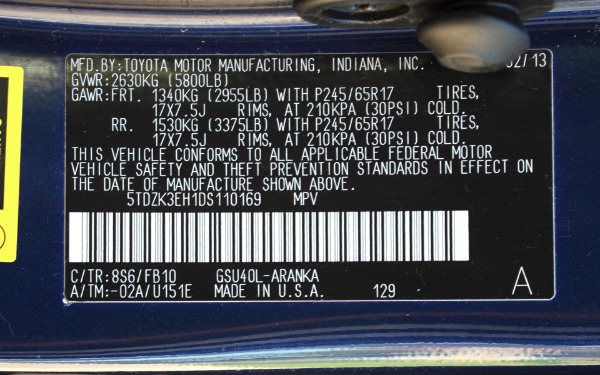 MFD.BY:TOYOTA MOTOR MANUFACTURING, INDIANA, INC. 02/13
GVWR:2630KG (5800LB)
GAWR:FRT. 1340KG (2955LB) WITH P245/65R17 TIRES,
17X7.5J RIMS, AT 210KPA (30PSI) COLD.
RR. 1530KG (3375LB) WITH P245/65R17 TIRES,
17X7.5J RIMS, AT 210KPA (30PSI) COLD.
THIS VEHICLE CONFORMS TO ALL APPLICABLE FEDERAL MOTOR
VEHICLE SAFETY AND THEFT PREVENTION STANDARDS IN EFFECT ON
THE DATE OF MANUFACTURE SHOWN ABOVE.
5TDZK3EH1DS110169 MPV
C/TR:8S6/FB10 GSU40L-ARANKA
A/TM:-02A/U151E MADE IN U.S.A. 129 A